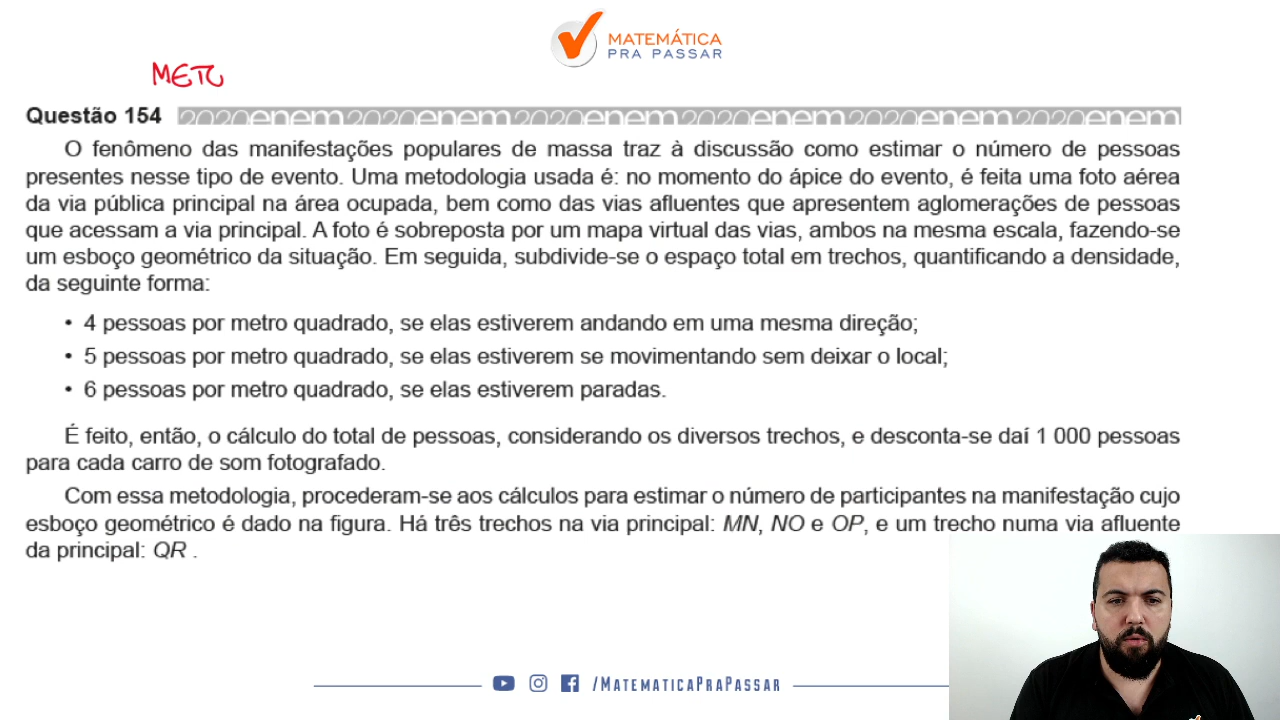 MATEMÁTICA
PRA PASSAR
METO
Questão 154
2020enem2020enem2020enem2020enem2020enem2020enem
O fenômeno das manifestações populares de massa traz à discussão como estimar o número de pessoas
presentes nesse tipo de evento. Uma metodologia usada é: no momento do ápice do evento, é feita uma foto aérea
da via pública principal na área ocupada, bem como das vias afluentes que apresentem aglomerações de pessoas
que acessam a via principal. A foto é sobreposta por um mapa virtual das vias, ambos na mesma escala, fazendo-se
um esboço geométrico da situação. Em seguida, subdivide-se o espaço total em trechos, quantificando a densidade,
da seguinte forma:
• 4 pessoas por metro quadrado, se elas estiverem andando em uma mesma direção;
• 5 pessoas por metro quadrado, se elas estiverem se movimentando sem deixar o local;
• 6 pessoas por metro quadrado, se elas estiverem paradas.
É feito, então, o cálculo do total de pessoas, considerando os diversos trechos, e desconta-se daí 1 000 pessoas
para cada carro de som fotografado.
Com essa metodologia, procederam-se aos cálculos para estimar o número de participantes na manifestação cujo
esboço geométrico é dado na figura. Há três trechos na via principal: MN, NO e OP, e um trecho numa via afluente
da principal: QR .
/MATEMATICAPRAPASSAR